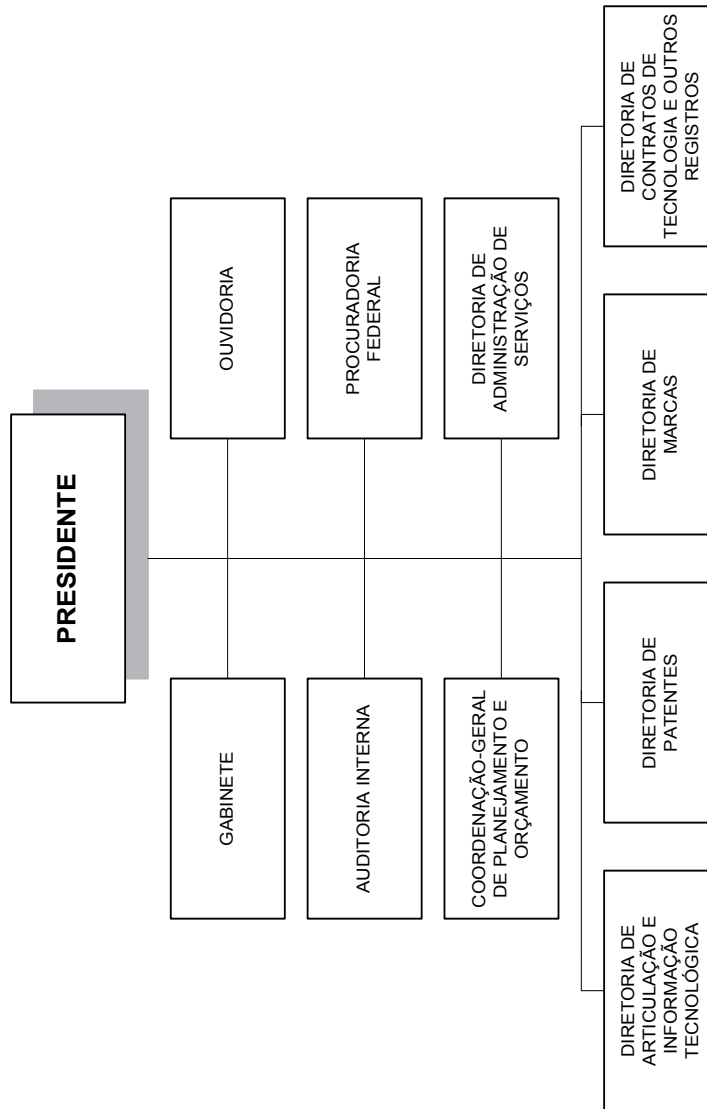 PRESIDENTE
GABINETE
OUVIDORIA
AUDITORIA INTERNA
PROCURADORIA
FEDERAL
COORDENAÇÃO-GERAL
DE PLANEJAMENTO E
ORÇAMENTO
DIRETORIA DE
ADMINISTRAÇÃO DE
SERVIÇOS
DIRETORIA DE
ARTICULAÇÃO E
INFORMAÇÃO
TECNOLÓGICA
DIRETORIA DE
PATENTES
DIRETORIA DE
MARCAS
DIRETORIA DE
CONTRATOS DE
TECNOLOGIA E OUTROS
REGISTROS